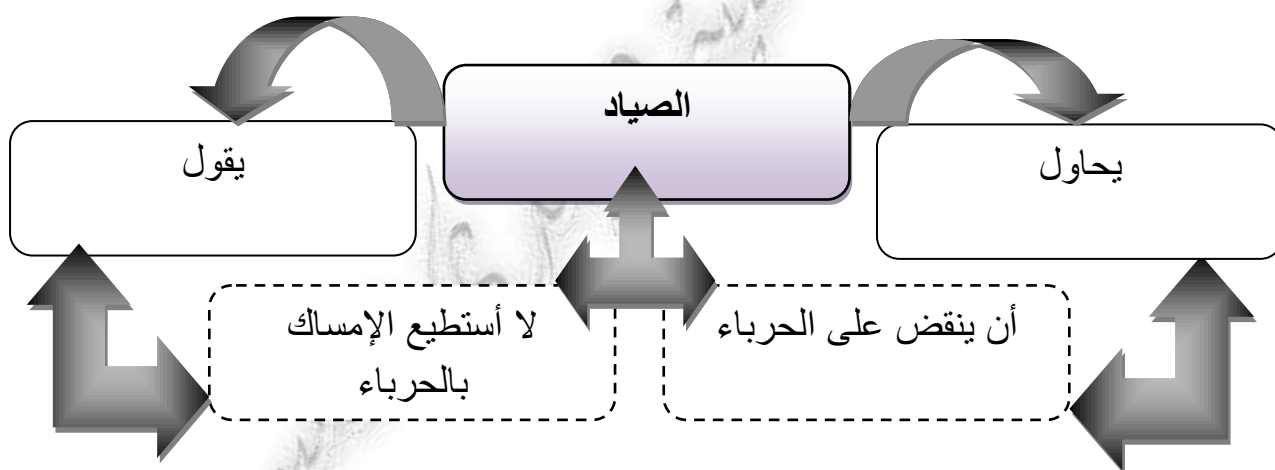 الصياد
يحاول
يقول
أن ينقض على الحرباء
لا أستطيع الإمساك
بالحرباء